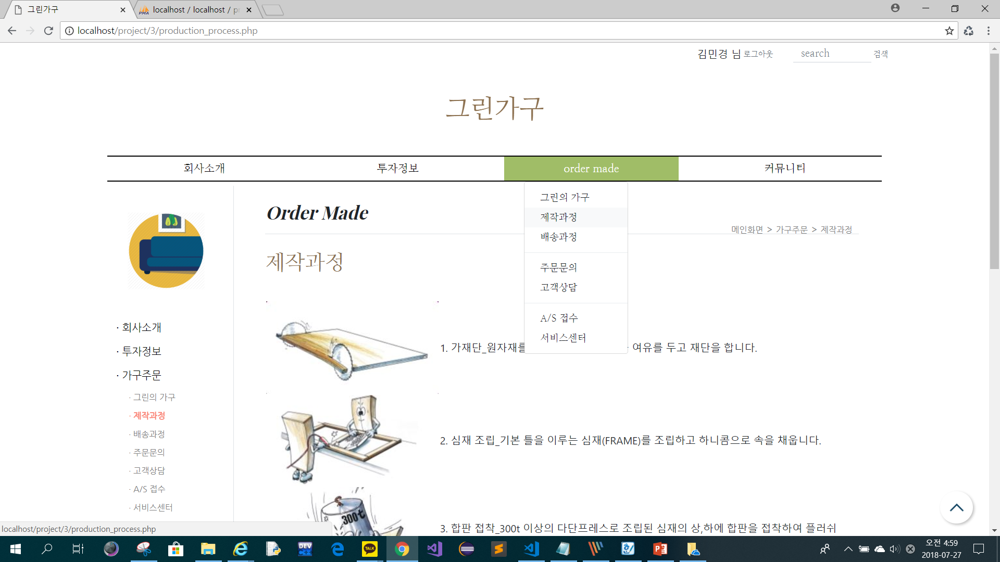 그린가구
localhost / localhost / pr
localhost/project/3/production_process.php
김민경 님 로그아웃 search 검색
그린가구
회사소개 투자정보 order made 커뮤니티
그린의 가구
제작과정
배송과정
주문문의
고객상담
A/S 접수
서비스센터
Order Made
메인화면 > 가구주문 > 제작과정
제작과정
· 회사소개
· 투자정보
· 가구주문
· 그린의 가구
· 제작과정
· 배송과정
· 주문문의
· 고객상담
· A/S 접수
· 서비스센터
1. 가재단_원자재를 여유를 두고 재단을 합니다.
2. 심재 조립_기본 틀을 이루는 심재(FRAME)를 조립하고 하니콤으로 속을 채웁니다.
300t
3. 합판 접착_300t 이상의 다단프레스로 조립된 심재의 상,하에 합판을 접착하여 플러쉬
localhost/project/3/production_process.php
DEV
TALK
오전 4:59
2018-07-27